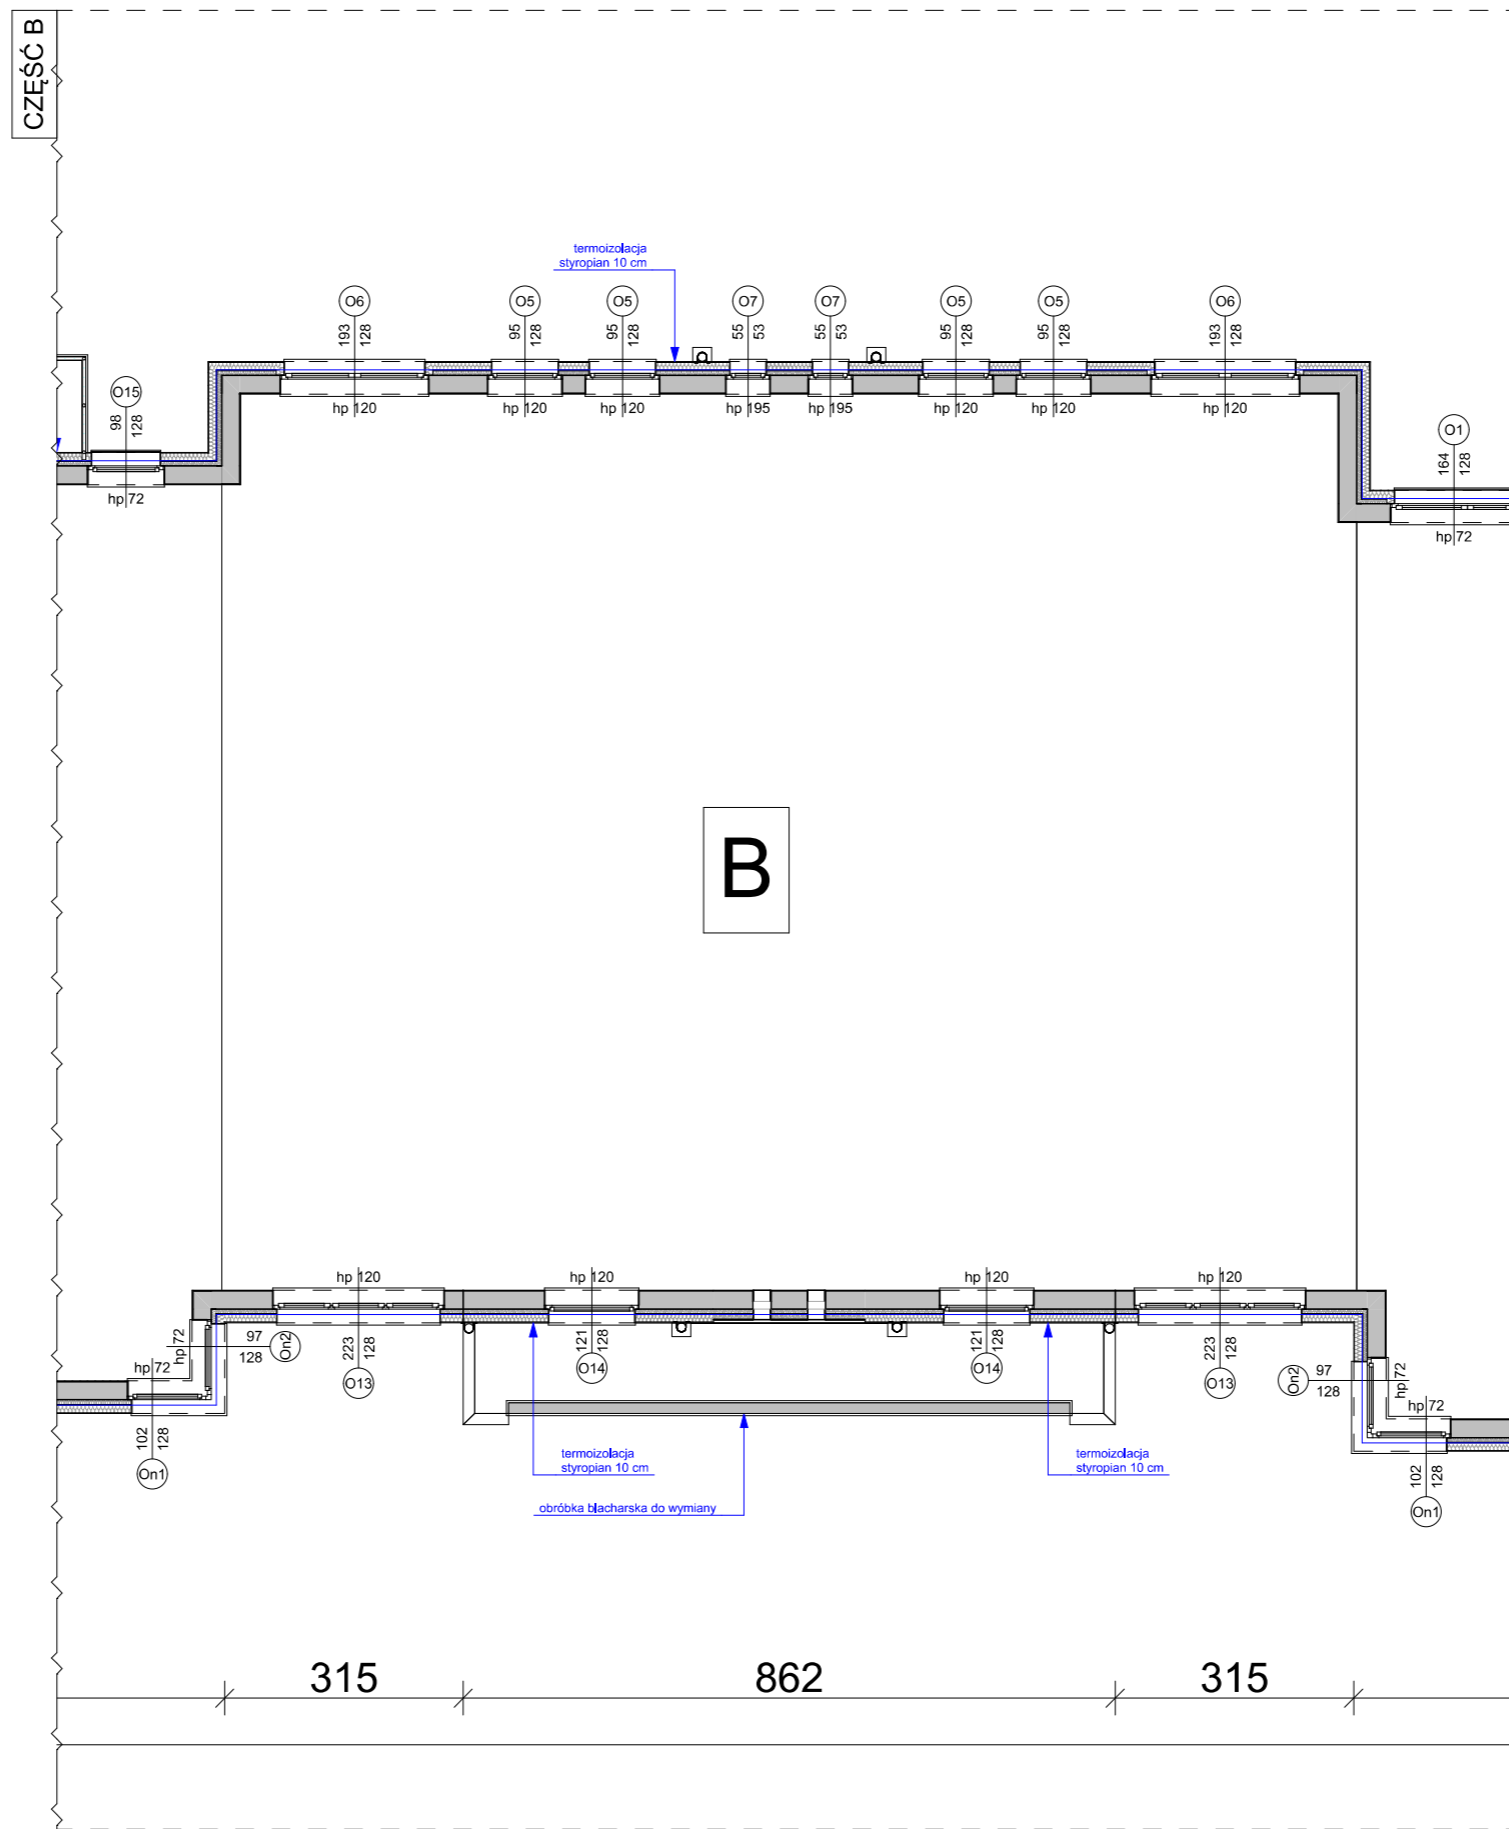 CZĘŚĆ B
termoizolacja
styropian 10 cm
O6
193
128
hp 120
O5
95
128
hp 120
O5
95
128
hp 120
O7
55
53
hp 195
O7
55
53
hp 195
O5
95
128
hp 120
O5
95
128
hp 120
O6
193
128
hp 120
O15
98
128
hp 72
O1
164
128
hp 72
B
hp 120
223
128
O13
hp 120
121
128
O14
hp 120
121
128
O14
hp 120
223
128
O13
hp 72
97
128
On2
hp 72
102
128
On1
On2
97
128
hp 72
hp 72
102
128
On1
termoizolacja
styropian 10 cm
termoizolacja
styropian 10 cm
obróbka blacharska do wymiany
315
862
315